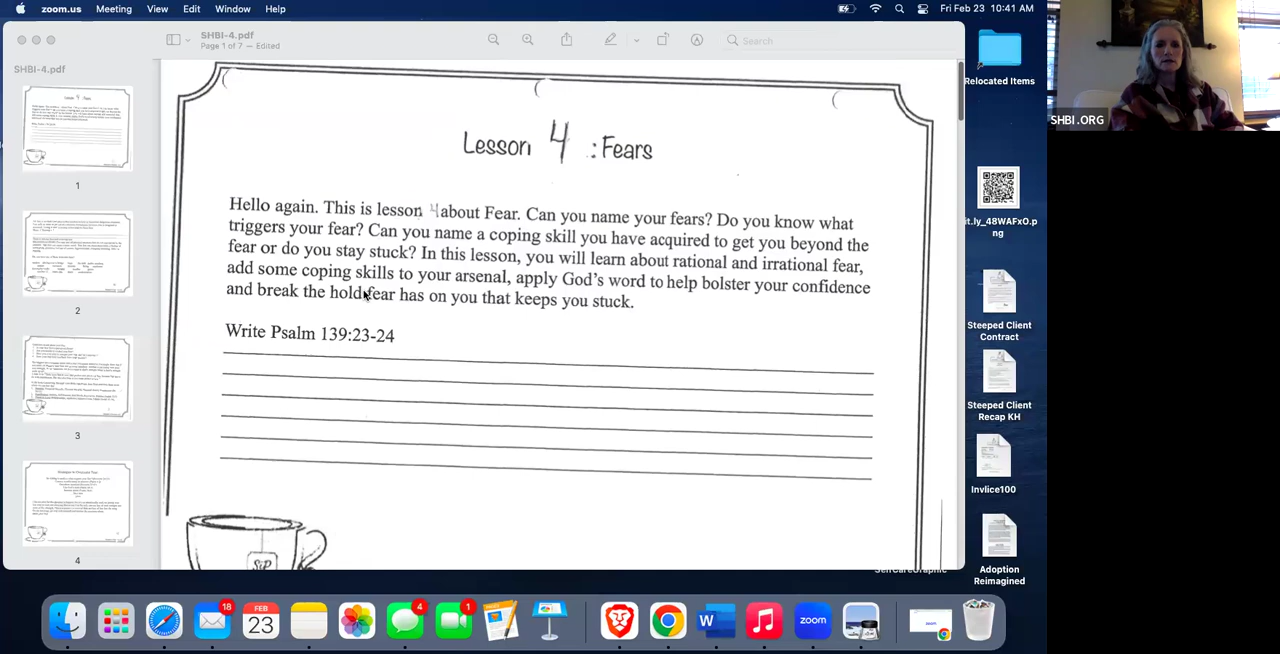 zoom.us Meeting View Edit Window Help
Fri Feb 23 10:41 AM
SHBI-4.pdf
Page 1 of 7 — Edited
Search
SHBI-4.pdf
1
2
3
4
Lesson 4 : Fears
Hello again. This is lesson 4 about Fear. Can you name your fears? Do you know what
triggers your fear? Can you name a coping skill you have acquired to get you beyond the
fear or do you stay stuck? In this lesson, you will learn about rational and irrational fear,
add some coping skills to your arsenal, apply God's word to help bolster your confidence
and break the hold fear has on you that keeps you stuck.
Write Psalm 139:23-24
Relocated Items
SHBI.ORG
it.ly_48WAFxO.p
ng
Steeped Client
Contract
Steeped Client
Recap KH
Invlice100
Adoption
Reimagined
18
FEB
23
4
1
W
zoom